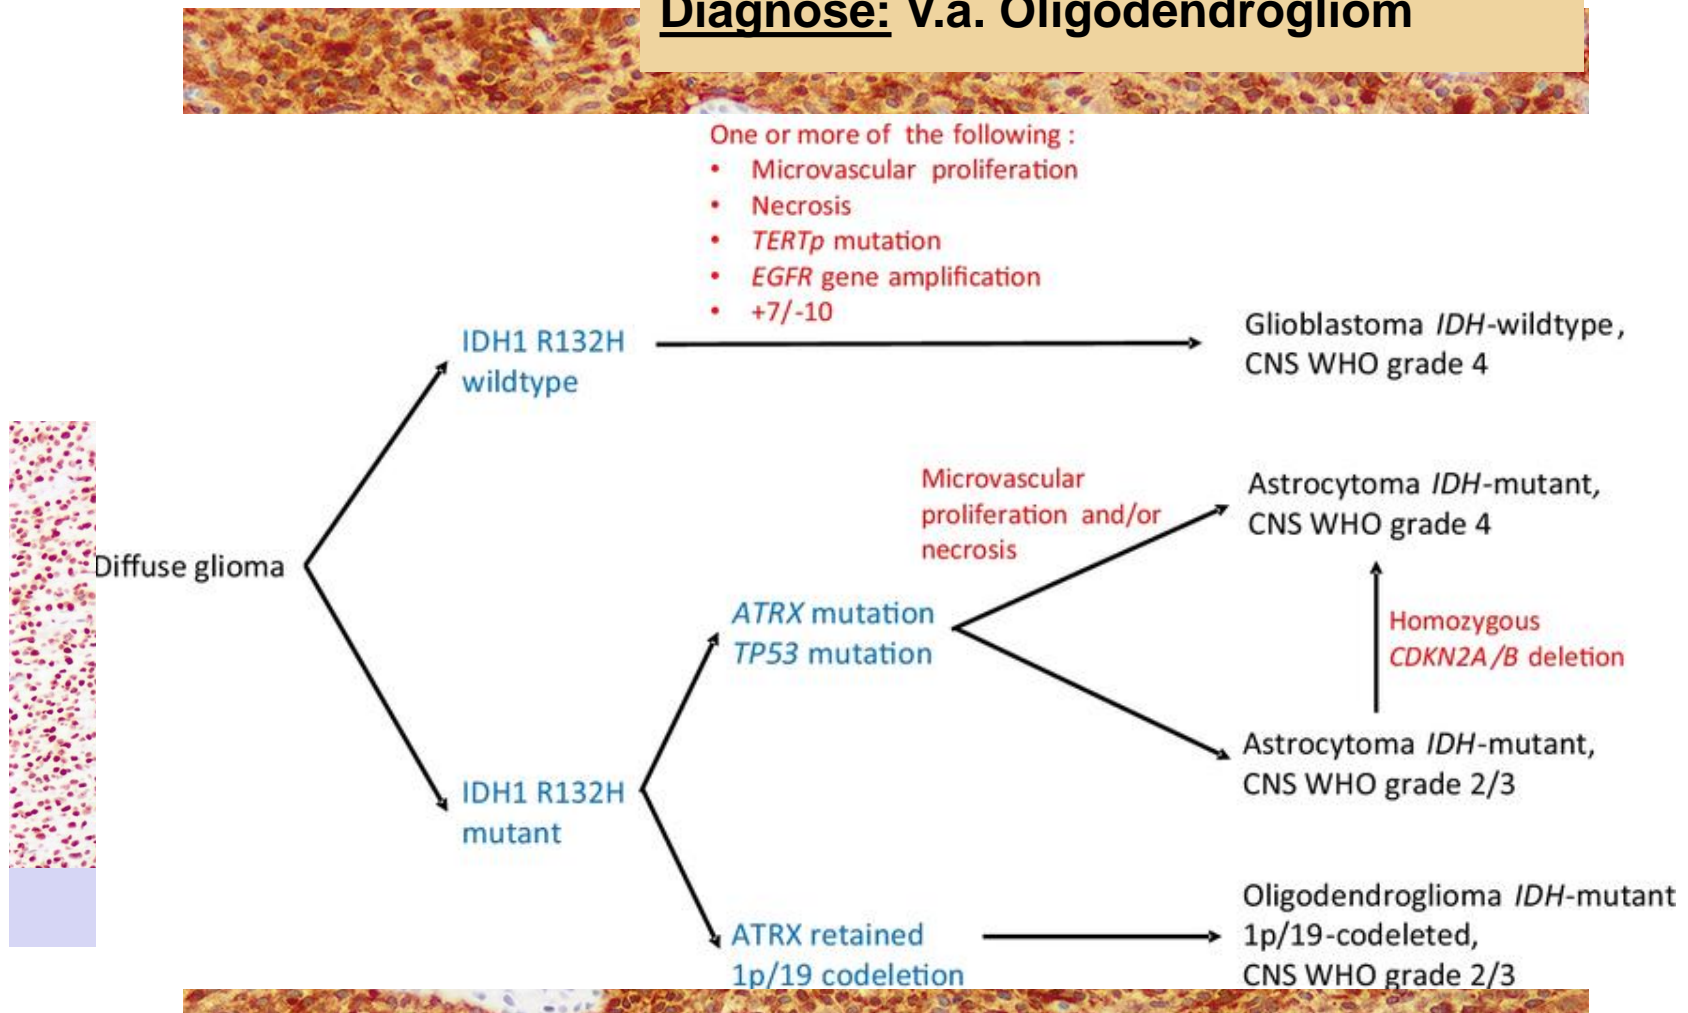 Diagnose: V.a. Oligodendrogliom
One or more of the following :
• Microvascular proliferation
• Necrosis
• TERTp mutation
• EGFR gene amplification
• +7/-10
IDH1 R132H
wildtype
Glioblastoma IDH-wildtype,
CNS WHO grade 4
Microvascular
proliferation and/or
necrosis
Astrocytoma IDH-mutant,
CNS WHO grade 4
Diffuse glioma
ATRX mutation
TP53 mutation
Homozygous
CDKN2A/B deletion
Astrocytoma IDH-mutant,
CNS WHO grade 2/3
IDH1 R132H
mutant
ATRX retained
1p/19 codeletion
Oligodendroglioma IDH-mutant
1p/19-codeleted,
CNS WHO grade 2/3